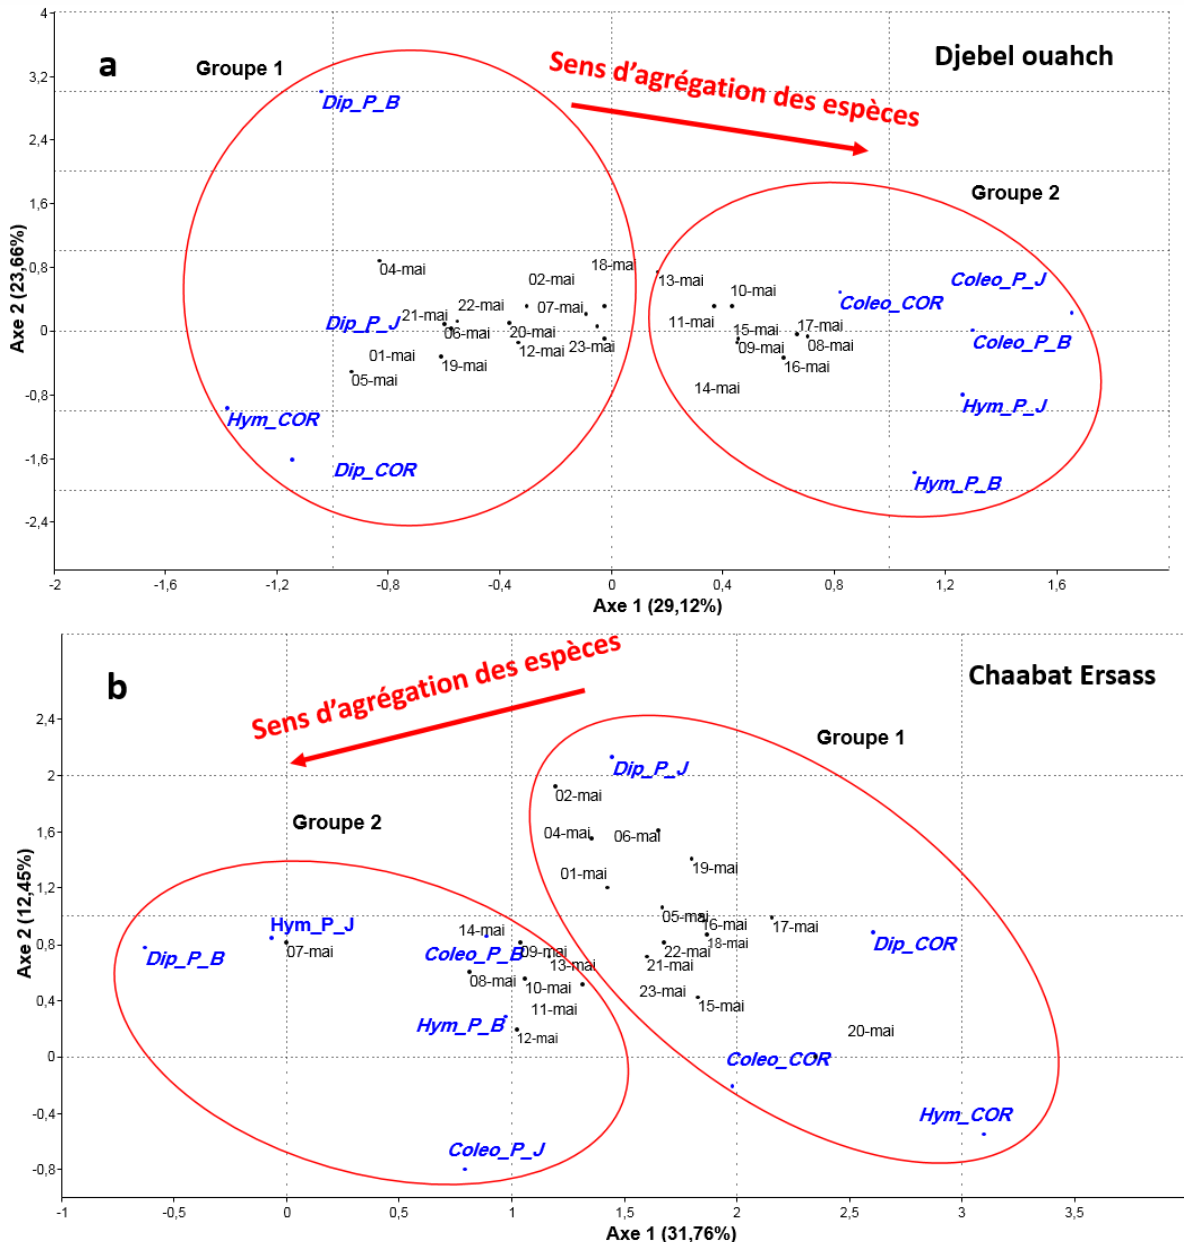 a
Groupe 1
Sens d'agrégation des espèces
Djebel ouahch
Groupe 2
Dip_P_B
04-mai
02-mai
18-mai
13-mai
10-mai
Coleo_P_J
Coleo_COR
21-mai
22-mai
07-mai
11-mai
Dip_P_J
06-mai
20-mai
15-mai
17-mai
01-mai
12-mai
23-mai
09-mai
08-mai
Coleo_P_B
05-mai
19-mai
14-mai
16-mai
Hym_COR
Hym_P_J
Dip_COR
Hym_P_B
4
3,2
2,4
1,6
0,8
0
-0,8
-1,6
-2,4
Axe 2 (23,66%)
-2
-1,6
-1,2
-0,8
-0,4
0
0,4
0,8
1,2
1,6
Axe 1 (29,12%)
b
Sens d'agrégation des espèces
Chaabat Ersass
Groupe 1
Groupe 2
Dip_P_J
02-mai
04-mai
06-mai
01-mai
19-mai
05-mai
16-mai
17-mai
Hym_P_J
14-mai
18-mai
Dip_COR
Dip_P_B
07-mai
Coleo_P_B
09-mai
22-mai
13-mai
21-mai
08-mai
10-mai
23-mai
11-mai
15-mai
Hym_P_B
12-mai
20-mai
Coleo_COR
Hym_COR
Coleo_P_J
2,4
2
1,6
1,2
0,8
0,4
0
-0,4
-0,8
Axe 2 (12,45%)
-1
-0,5
0
0,5
1
1,5
2
2,5
3
3,5
Axe 1 (31,76%)